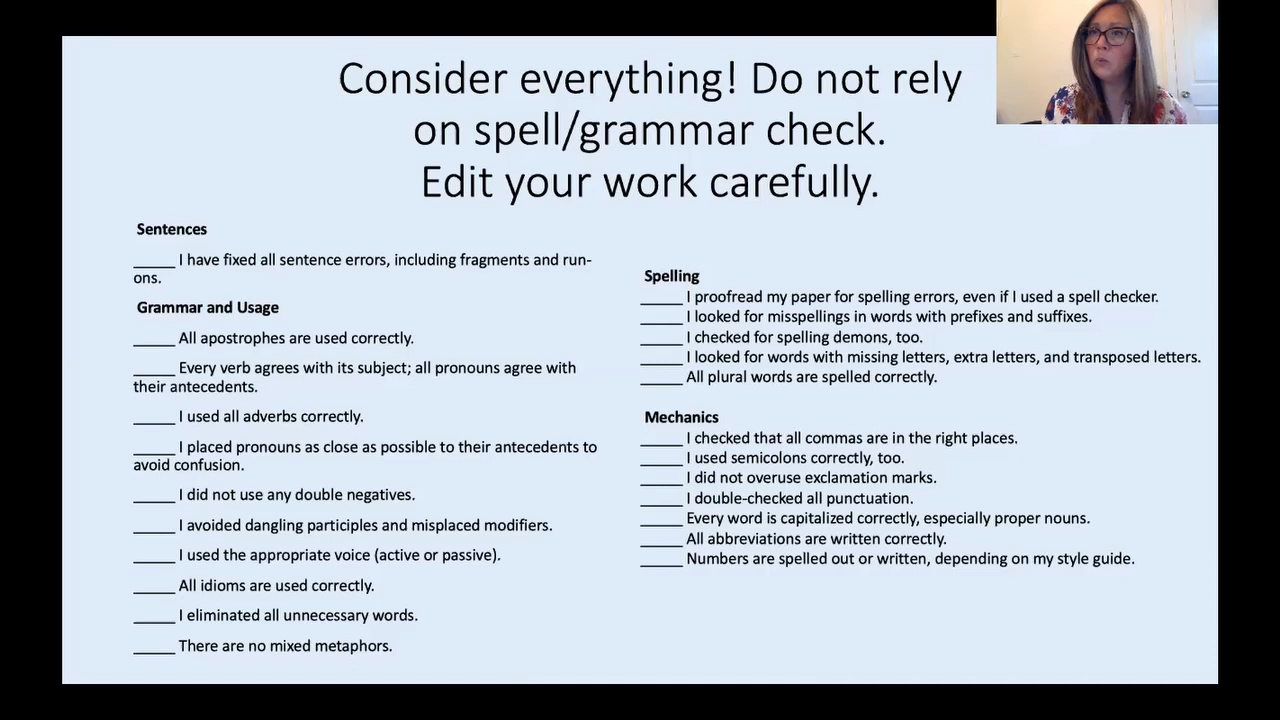 Consider everything! Do not rely
on spell/grammar check.
Edit your work carefully.
Sentences
_____ I have fixed all sentence errors, including fragments and run-
ons.
Grammar and Usage
_____ All apostrophes are used correctly.
_____ Every verb agrees with its subject; all pronouns agree with
their antecedents.
_____ I used all adverbs correctly.
_____ I placed pronouns as close as possible to their antecedents to
avoid confusion.
_____ I did not use any double negatives.
_____ I avoided dangling participles and misplaced modifiers.
_____ I used the appropriate voice (active or passive).
_____ All idioms are used correctly.
_____ I eliminated all unnecessary words.
_____ There are no mixed metaphors.
Spelling
_____ I proofread my paper for spelling errors, even if I used a spell checker.
_____ I looked for misspellings in words with prefixes and suffixes.
_____ I checked for spelling demons, too.
_____ I looked for words with missing letters, extra letters, and transposed letters.
_____ All plural words are spelled correctly.
Mechanics
_____ I checked that all commas are in the right places.
_____ I used semicolons correctly, too.
_____ I did not overuse exclamation marks.
_____ I double-checked all punctuation.
_____ Every word is capitalized correctly, especially proper nouns.
_____ All abbreviations are written correctly.
_____ Numbers are spelled out or written, depending on my style guide.